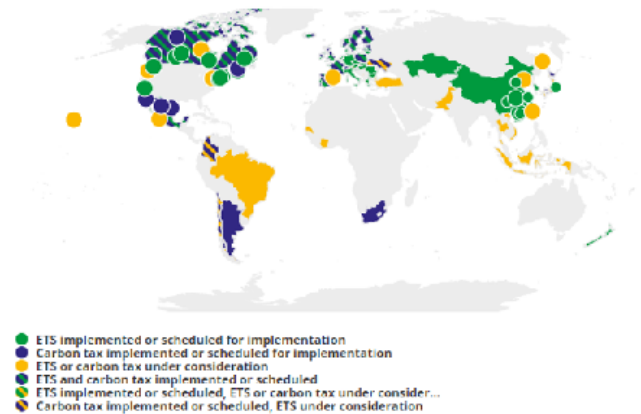 ETS implemented or scheduled for implementation
Carbon tax implemented or scheduled for implementation
ETS or carbon tax under consideration
ETS and carbon tax implemented or scheduled
ETS implemented or scheduled, ETS or carbon tax under consider...
Carbon tax implemented or scheduled, ETS under consideration